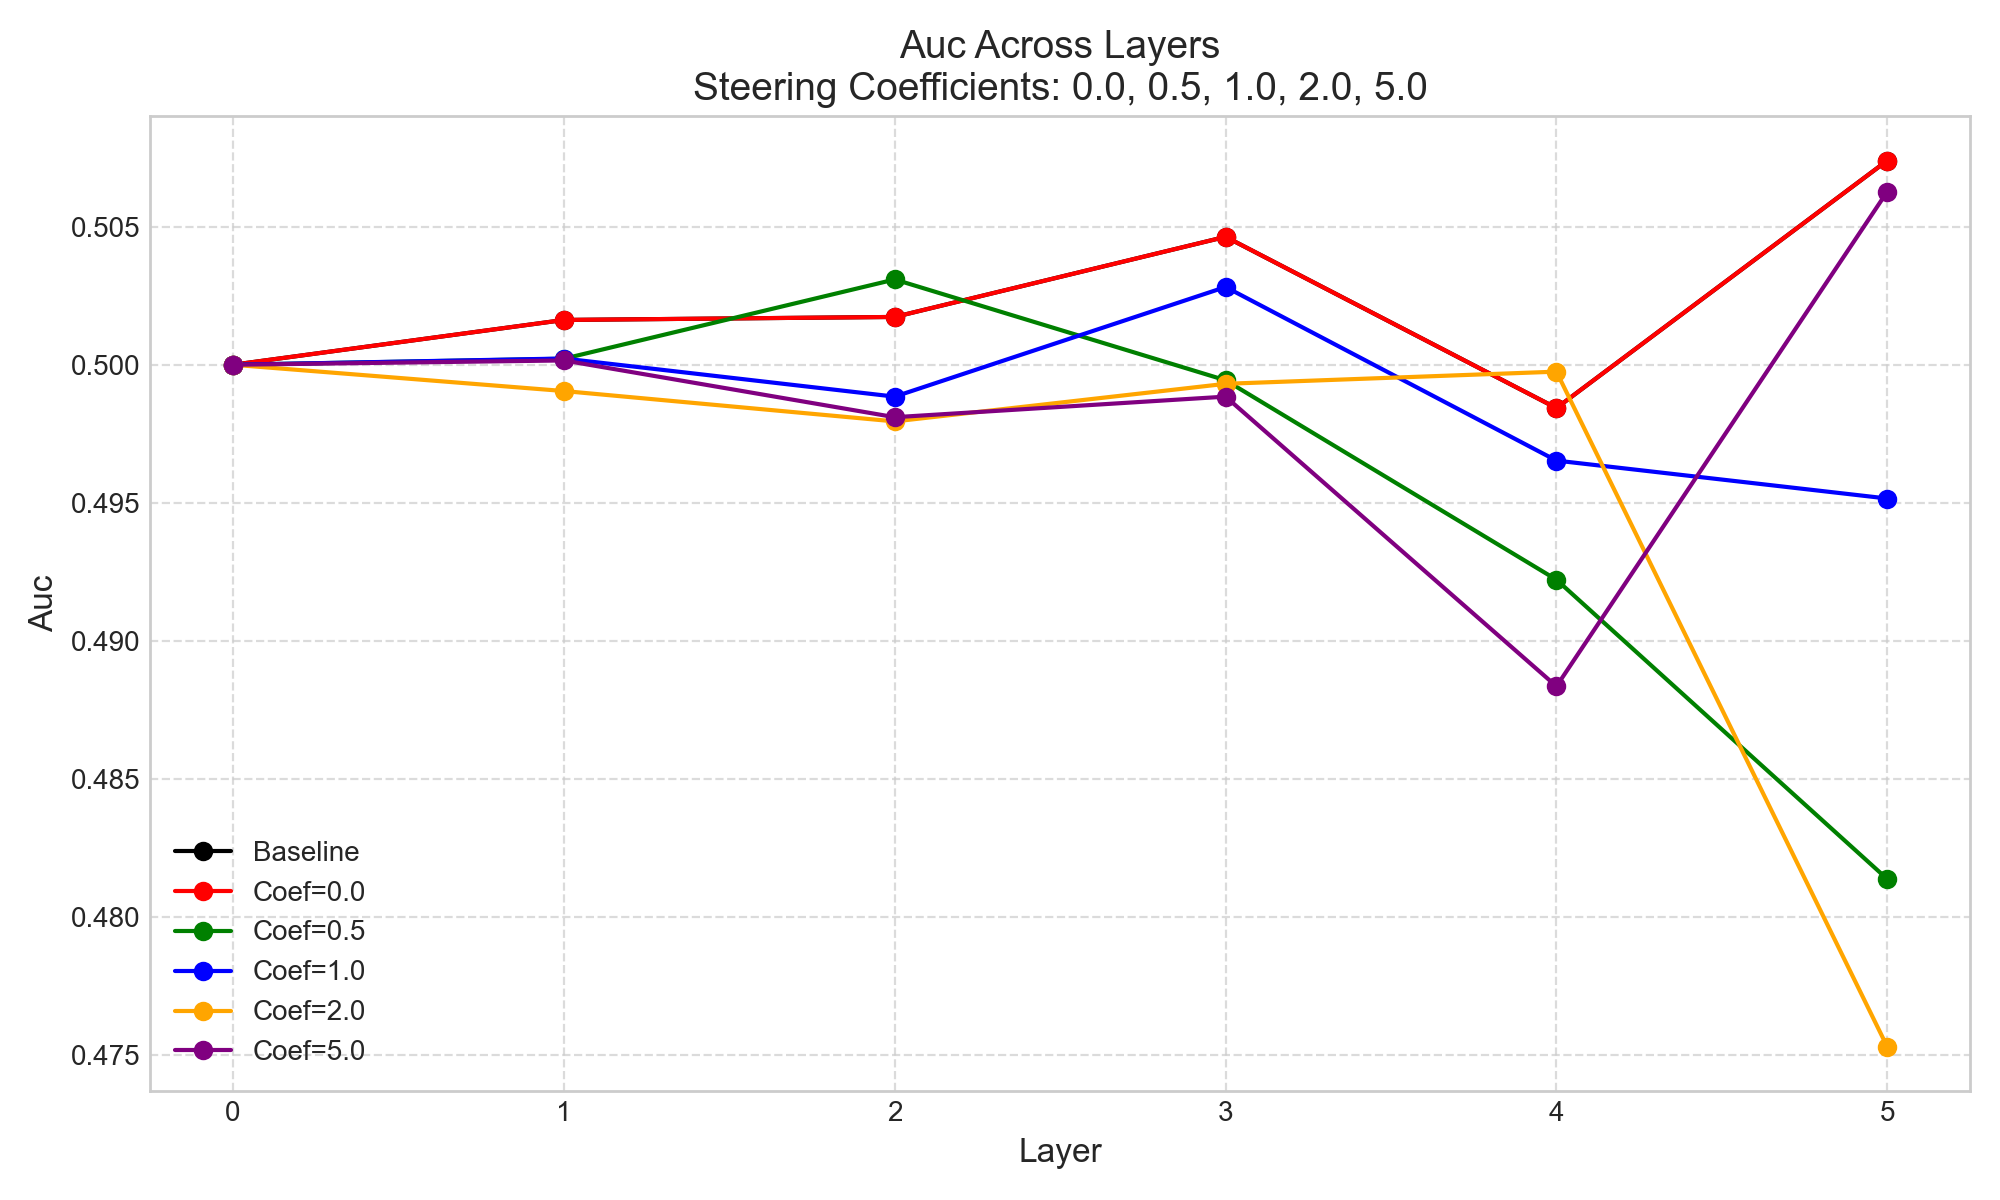 Auc Across Layers
Steering Coefficients: 0.0, 0.5, 1.0, 2.0, 5.0
Auc
0.505
0.500
0.495
0.490
0.485
0.480
0.475
Baseline
Coef=0.0
Coef=0.5
Coef=1.0
Coef=2.0
Coef=5.0
0 1 2 3 4 5
Layer